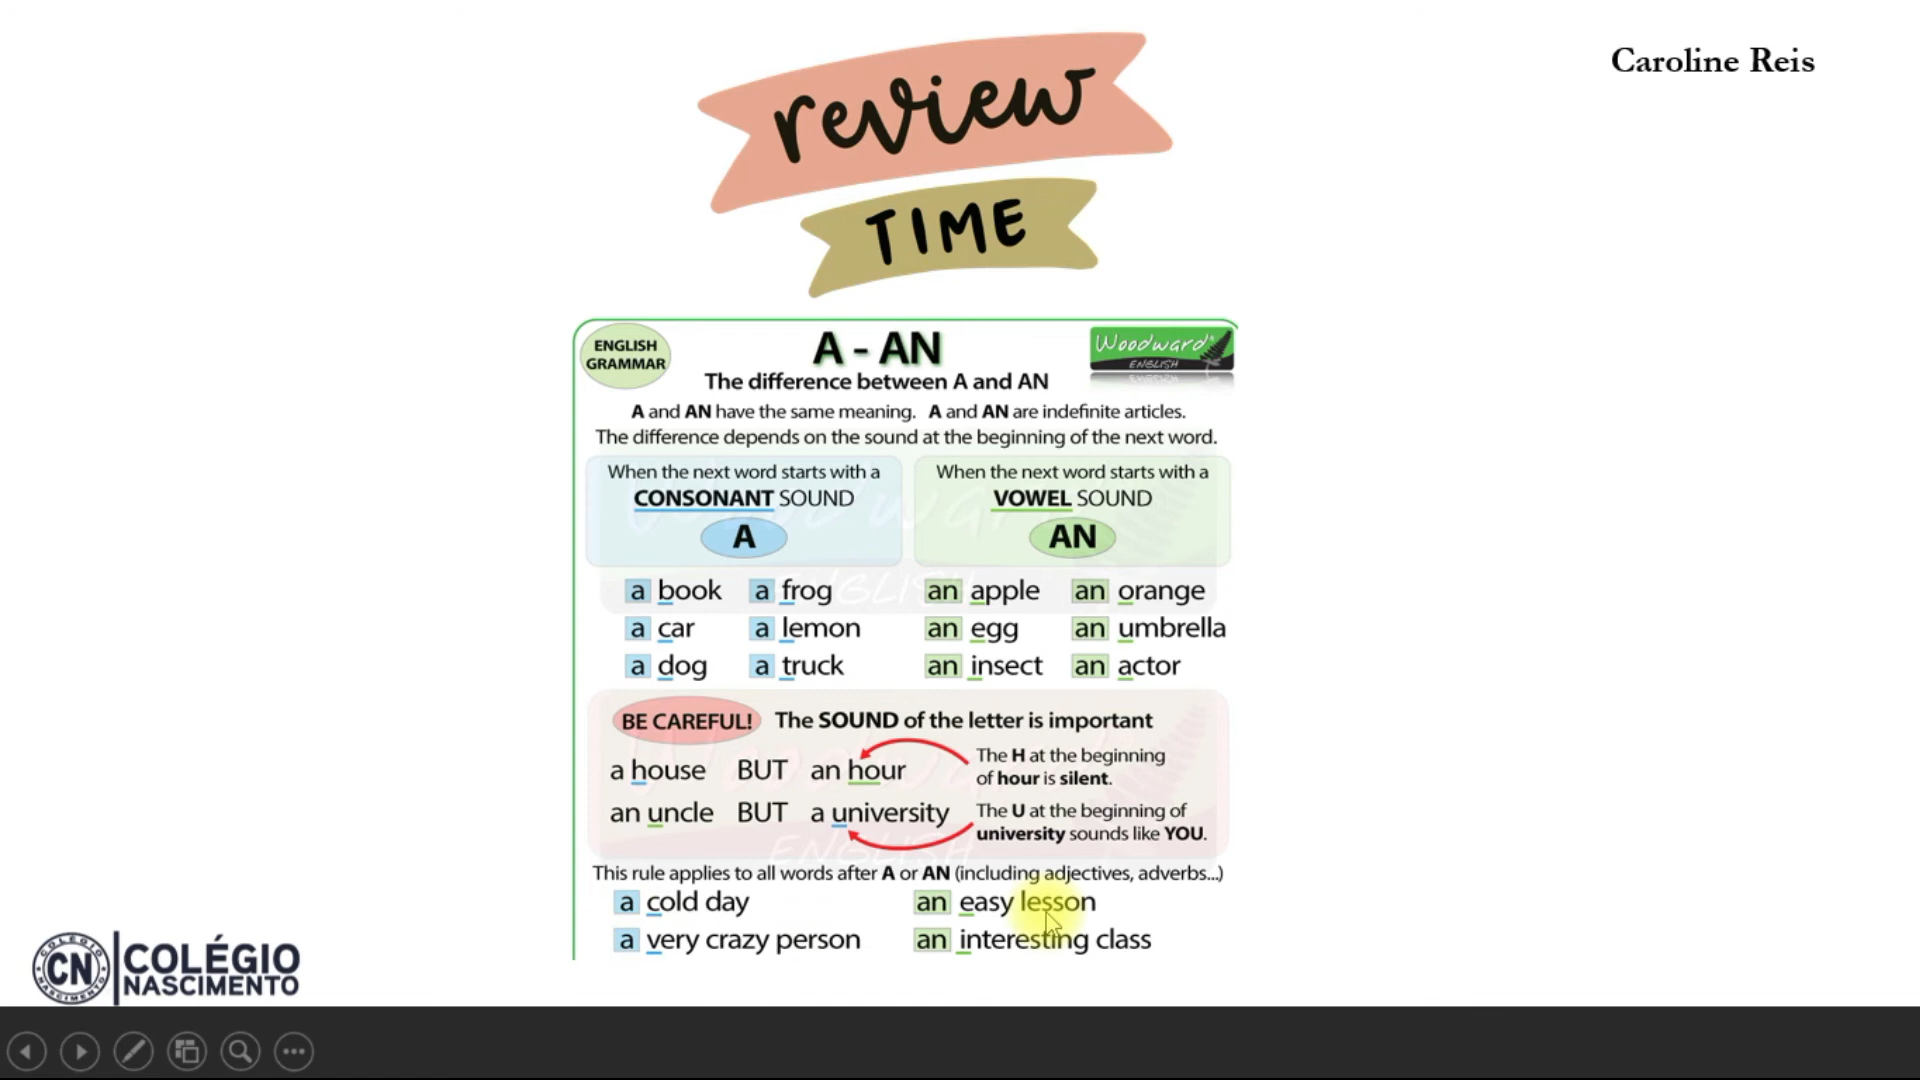 review
TIME
Caroline Reis
ENGLISH
GRAMMAR
A - AN
Woodward®
ENGLISH
The difference between A and AN
A and AN have the same meaning. A and AN are indefinite articles.
The difference depends on the sound at the beginning of the next word.
When the next word starts with a
CONSONANT SOUND
A
When the next word starts with a
VOWEL SOUND
AN
a book a frog an apple an orange
a car a lemon an egg an umbrella
a dog a truck an insect an actor
BE CAREFUL! The SOUND of the letter is important
a house BUT an hour
The H at the beginning
of hour is silent.
an uncle BUT a university
The U at the beginning of
university sounds like YOU.
This rule applies to all words after A or AN (including adjectives, adverbs...)
a cold day an easy lesson
a very crazy person an interesting class
COLÉGIO
CN
NASCIMENTO
COLÉGIO
NASCIMENTO